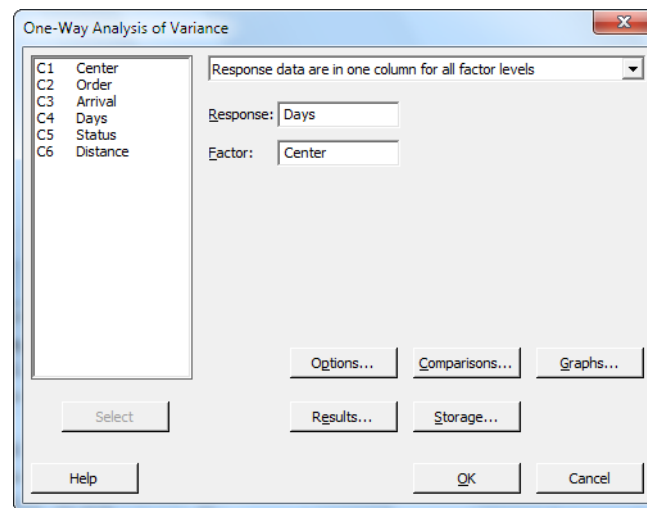 One-Way Analysis of Variance
C1 Center
C2 Order
C3 Arrival
C4 Days
C5 Status
C6 Distance
Response data are in one column for all factor levels
Response: Days
Factor: Center
Options... Comparisons... Graphs...
Select Results... Storage...
Help OK Cancel